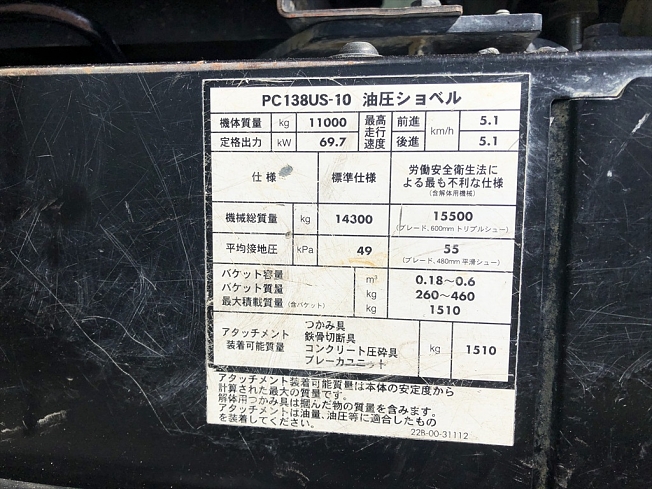 PC138US-10 油圧ショベル
機体質量 kg 11000 最高走行速度 前進 km/h 5.1
定格出力 kW 69.7 後進 5.1
仕様 標準仕様 労働安全衛生法による最も不利な仕様 (含解体用機械)
機械総質量 kg 14300 15500
(ブレード、600mm トリプルシュー)
平均接地圧 kPa 49 55
(ブレード、480mm 平滑シュー)
バケット容量 m³ 0.18～0.6
バケット質量 kg 260～460
最大積載質量 (含バケット) kg 1510
アタッチメント装着可能質量 つかみ具 kg 1510
鉄骨切断具
コンクリート圧砕具
ブレーカユニット
アタッチメント装着可能質量は本体の安定度から
計算された最大の質量です。
解体用つかみ具は掴んだ物の質量を含みます。
アタッチメントは油量、油圧等に適合したもの
を装着してください。
22B-00-31112